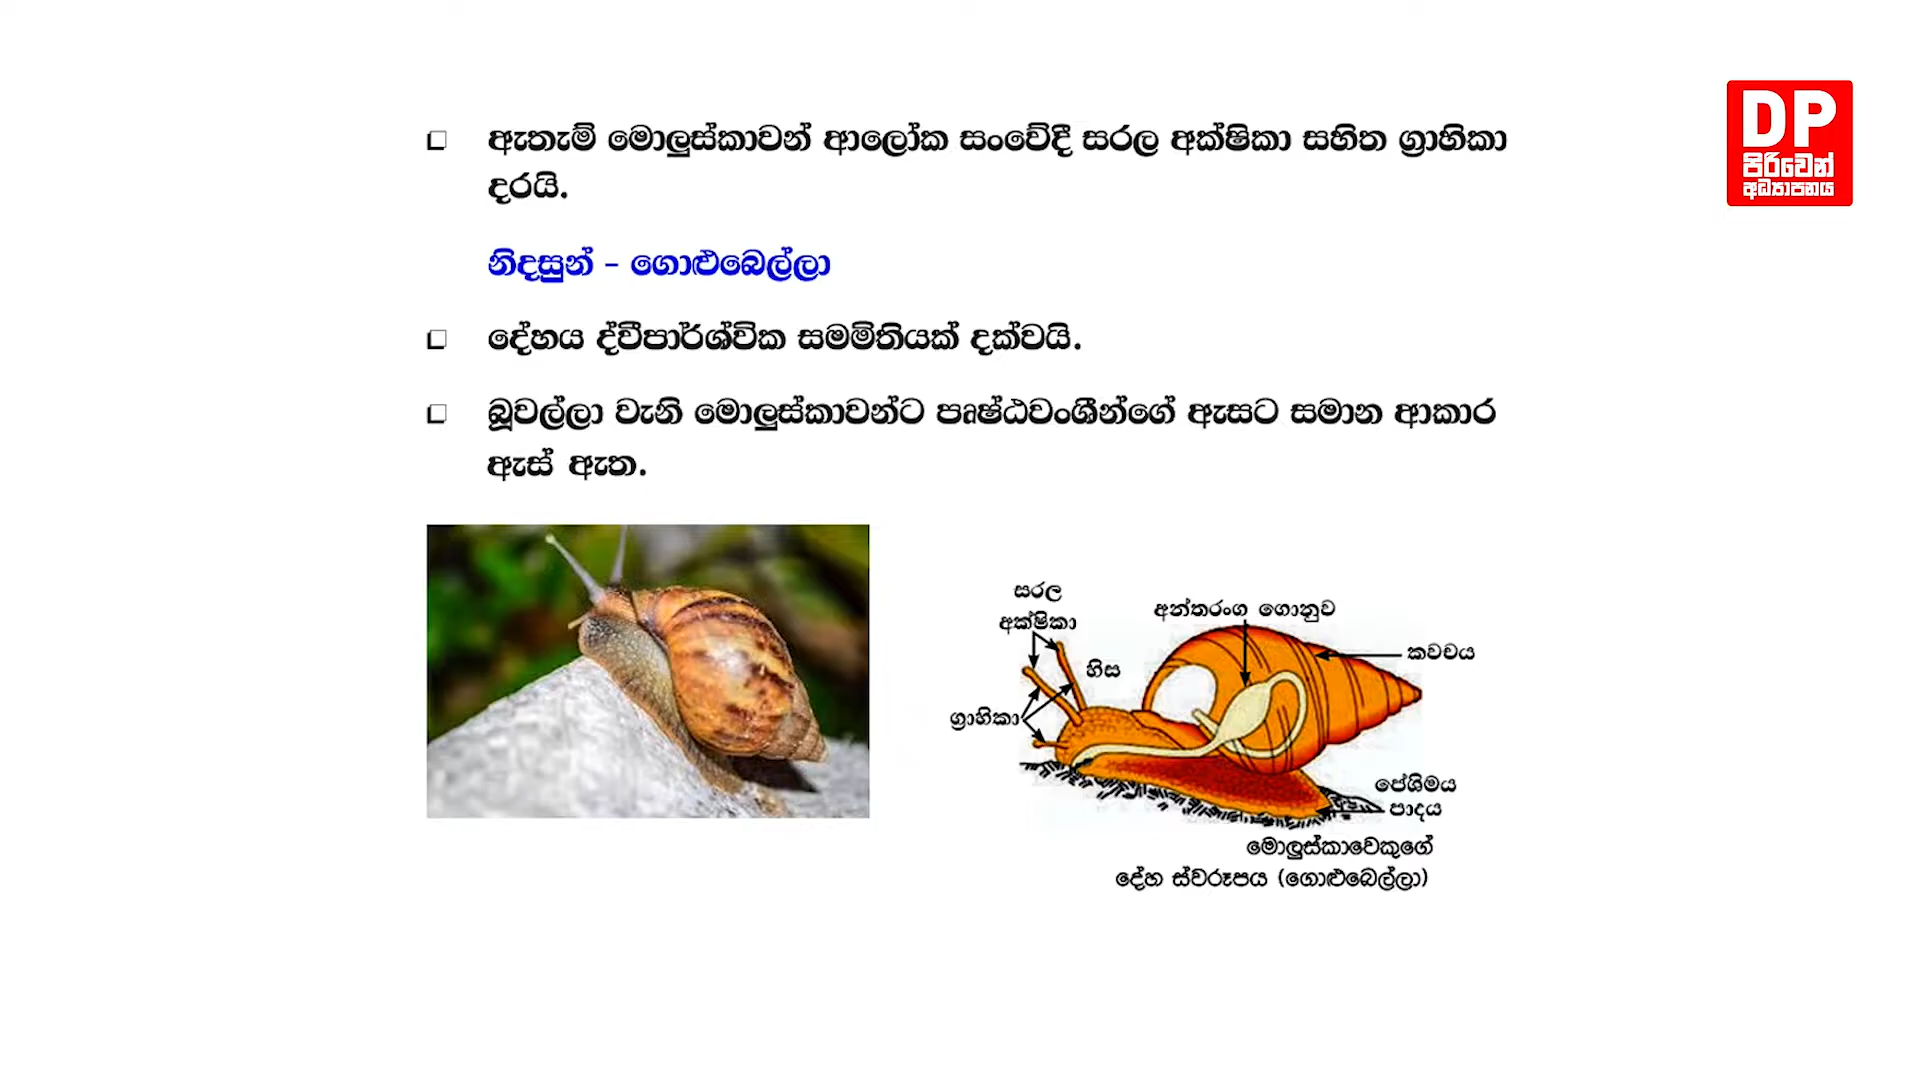 DP
පිරිවෙන්
අධ්‍යාපනය
ඇතැම් මොලුස්කාවන් ආලෝක සංවේදී සරල අක්ෂිකා සහිත ග්‍රාහිකා
දරයි.
නිදසුන් - ගොළුබෙල්ලා
දේහය ද්වීපාර්ශ්වික සමමිතියක් දක්වයි.
බූවල්ලා වැනි මොලුස්කාවන්ට පෘෂ්ඨවංශීන්ගේ ඇසට සමාන ආකාර
ඇස් ඇත.
සරල
අක්ෂිකා
අන්තරංග ගොනුව
කවචය
හිස
ග්‍රාහිකා
පේශිමය
පාදය
මොලුස්කාවෙකුගේ
දේහ ස්වරූපය (ගොළුබෙල්ලා)